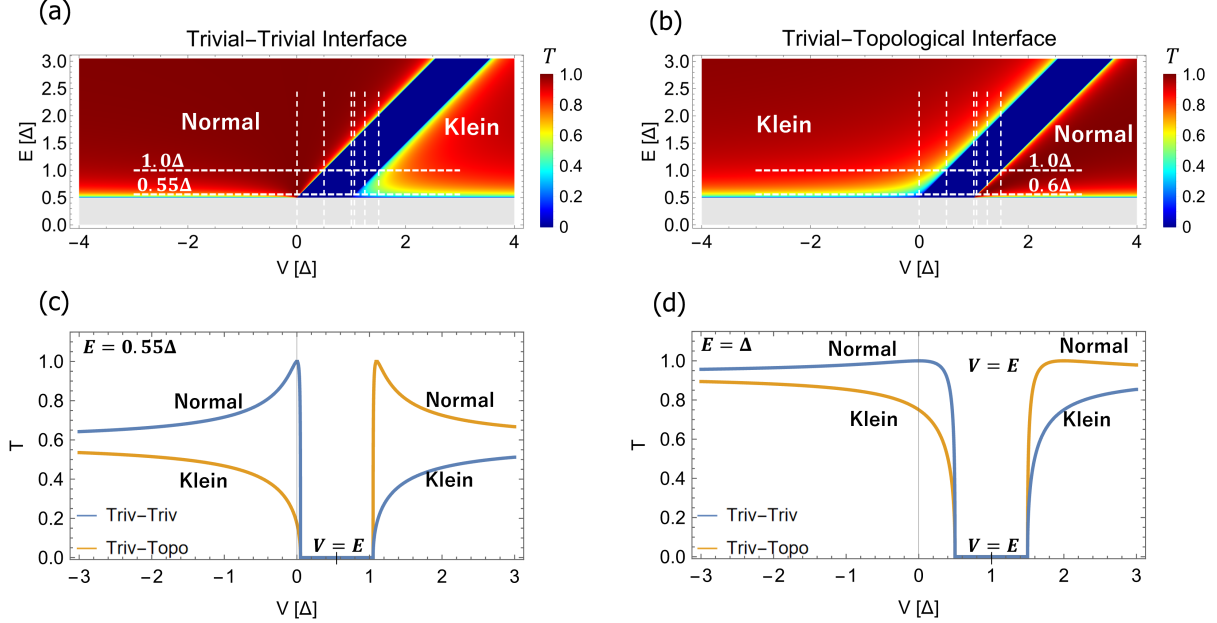 (a)
Trivial–Trivial Interface
T
3.0
2.5
2.0
1.5
1.0
0.5
0.0
E [Δ]
Normal
Klein
1.0Δ
0.55Δ
−4
−2
0
2
4
V [Δ]
1.0
0.8
0.6
0.4
0.2
0
(b)
Trivial–Topological Interface
T
3.0
2.5
2.0
1.5
1.0
0.5
0.0
E [Δ]
Klein
Normal
1.0Δ
0.6Δ
−4
−2
0
2
4
V [Δ]
1.0
0.8
0.6
0.4
0.2
0
(c)
E = 0.55Δ
1.0
0.8
0.6
0.4
0.2
0.0
T
Normal
Normal
Klein
Klein
Triv–Triv
Triv–Topo
V = E
−3
−2
−1
0
1
2
3
V [Δ]
(d)
E = Δ
1.0
0.8
0.6
0.4
0.2
0.0
T
Normal
V = E
Normal
Klein
Klein
Triv–Triv
Triv–Topo
V = E
−3
−2
−1
0
1
2
3
V [Δ]